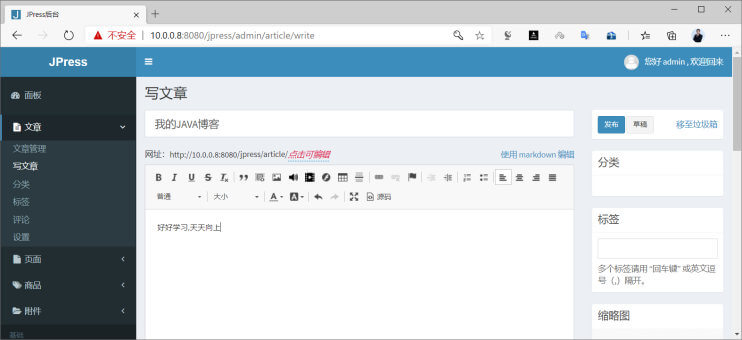 JPress后台
不安全 | 10.0.0.8:8080/jpress/admin/article/write
JPress
您好 admin , 欢迎回来
面板
文章
文章管理
写文章
分类
标签
评论
设置
页面
商品
附件
基础
写文章
我的JAVA博客
网址: http://10.0.0.8:8080/jpress/article/点击可编辑
使用 markdown 编辑
B I U S Tx
普通 大小 A A 源码
好好学习,天天向上
发布 草稿 移至垃圾箱
分类
标签
多个标签请用 "回车键" 或英文逗
号（,）隔开。
缩略图